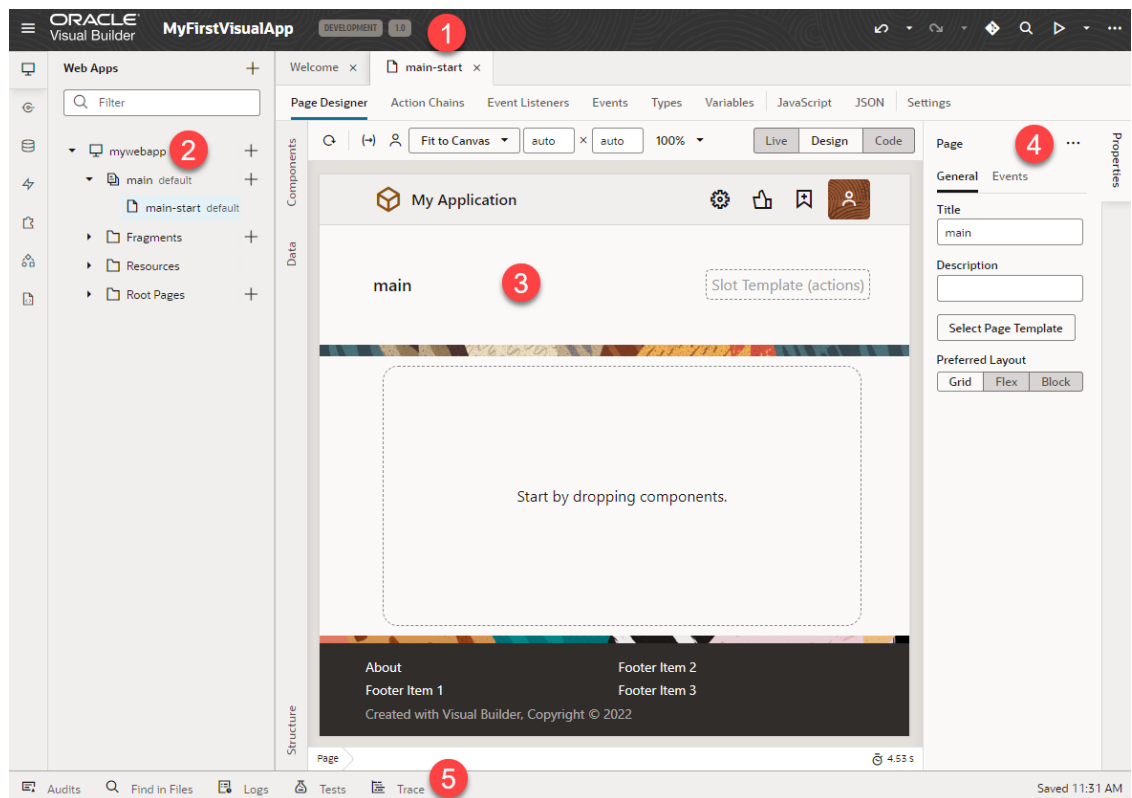 ORACLE
Visual Builder
MyFirstVisualApp
DEVELOPMENT
1.0
1
Web Apps
Filter
mywebapp
2
main default
main-start default
Fragments
Resources
Root Pages
Welcome
main-start
Page Designer Action Chains Event Listeners Events Types Variables JavaScript JSON Settings
Components
Data
Structure
Fit to Canvas auto × auto 100% Live Design Code
My Application
main
3
Slot Template (actions)
Start by dropping components.
About Footer Item 2
Footer Item 1 Footer Item 3
Created with Visual Builder, Copyright © 2022
Page
4.53 s
Page
4
General Events
Title
main
Description
Select Page Template
Preferred Layout
Grid Flex Block
Properties
Audits Find in Files Logs Tests Trace
5
Saved 11:31 AM